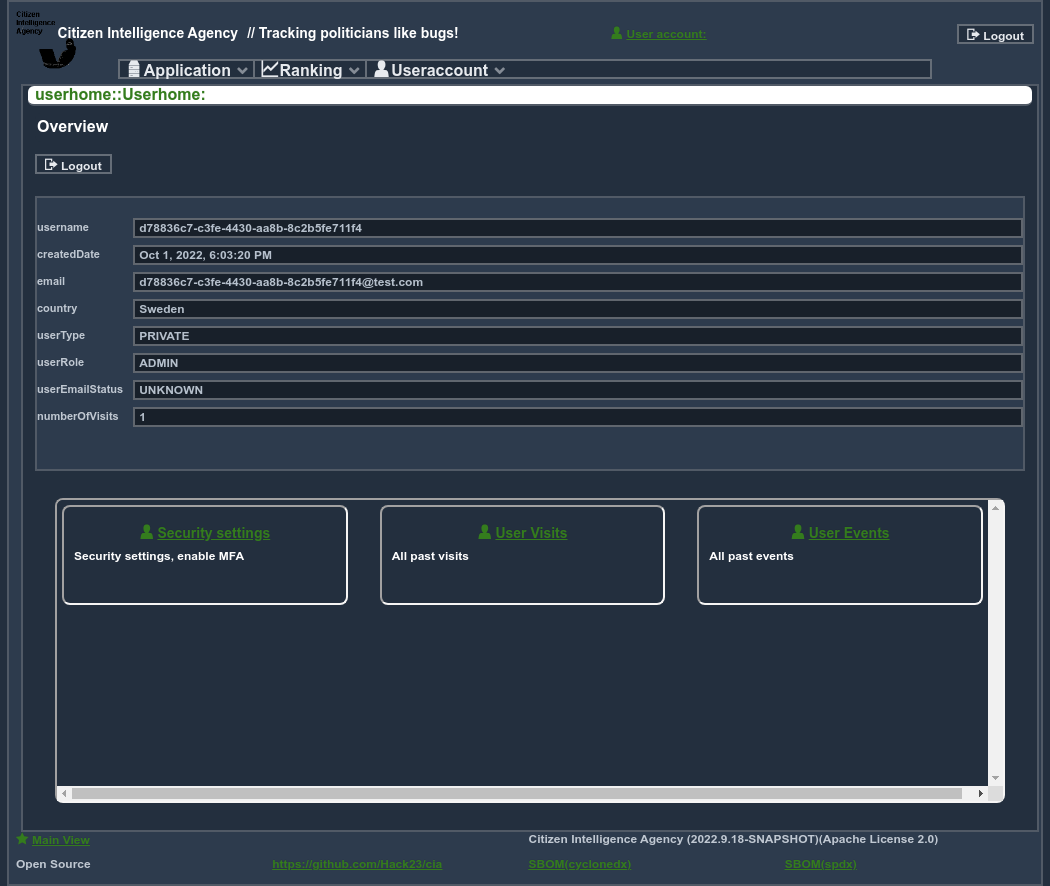 Citizen
Intelligence
Agency
Citizen Intelligence Agency // Tracking politicians like bugs!
User account:
Logout
Application Ranking Useraccount
userhome::Userhome:
Overview
Logout
username d78836c7-c3fe-4430-aa8b-8c2b5fe711f4
createdDate Oct 1, 2022, 6:03:20 PM
email d78836c7-c3fe-4430-aa8b-8c2b5fe711f4@test.com
country Sweden
userType PRIVATE
userRole ADMIN
userEmailStatus UNKNOWN
numberOfVisits 1
Security settings User Visits User Events
Security settings, enable MFA All past visits All past events
Main View Citizen Intelligence Agency (2022.9.18-SNAPSHOT)(Apache License 2.0)
Open Source https://github.com/Hack23/cia SBOM(cyclonedx) SBOM(spdx)